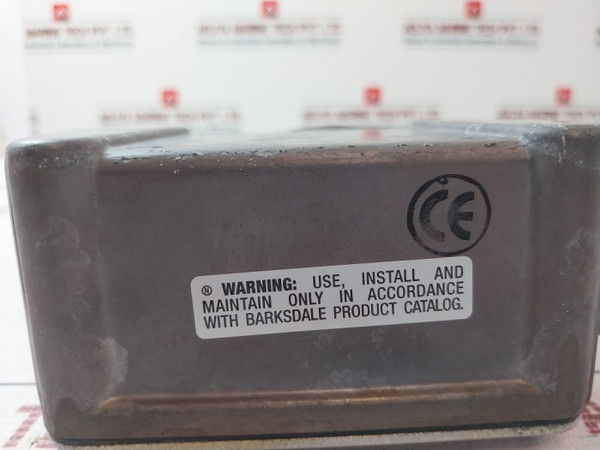 CE
® WARNING: USE, INSTALL AND
MAINTAIN ONLY IN ACCORDANCE
WITH BARKSDALE PRODUCT CATALOG.